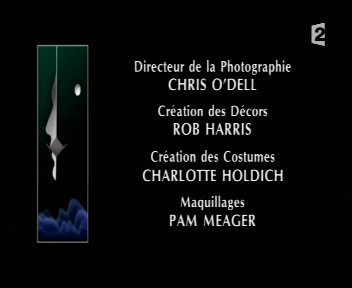 2
Directeur de la Photographie
CHRIS O'DELL
Création des Décors
ROB HARRIS
Création des Costumes
CHARLOTTE HOLDICH
Maquillages
PAM MEAGER